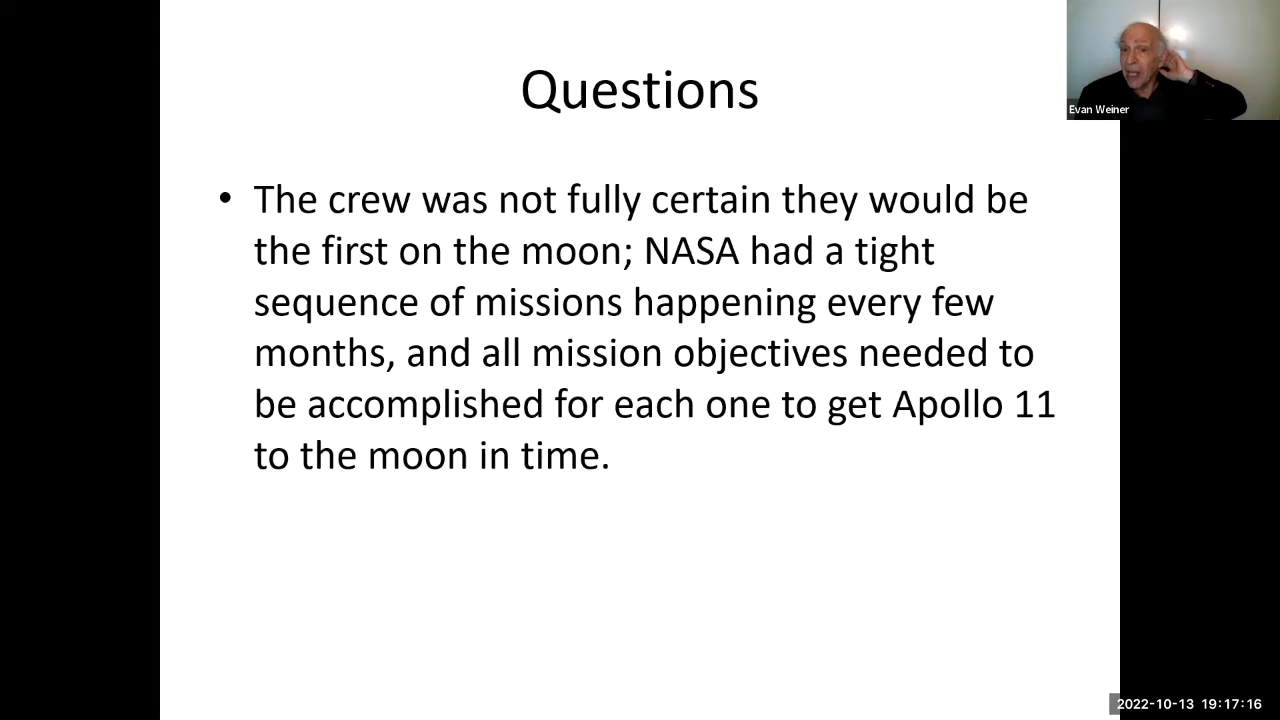 Questions
Evan Weiner
• The crew was not fully certain they would be
the first on the moon; NASA had a tight
sequence of missions happening every few
months, and all mission objectives needed to
be accomplished for each one to get Apollo 11
to the moon in time.
2022-10-13 19:17:16